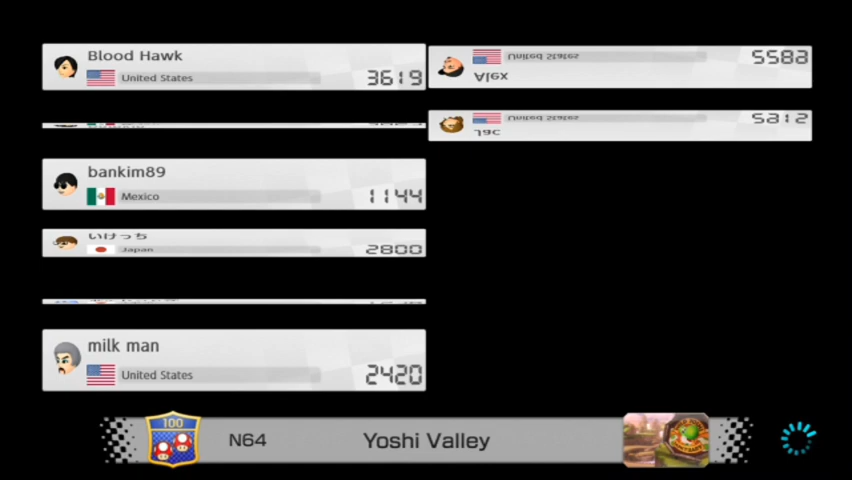 Blood Hawk
United States
3619
bankim89
Mexico
1144
いけっち
Japan
2800
milk man
United States
2420
United States
5583
Alex
United States
5312
Jac
100
N64
Yoshi Valley